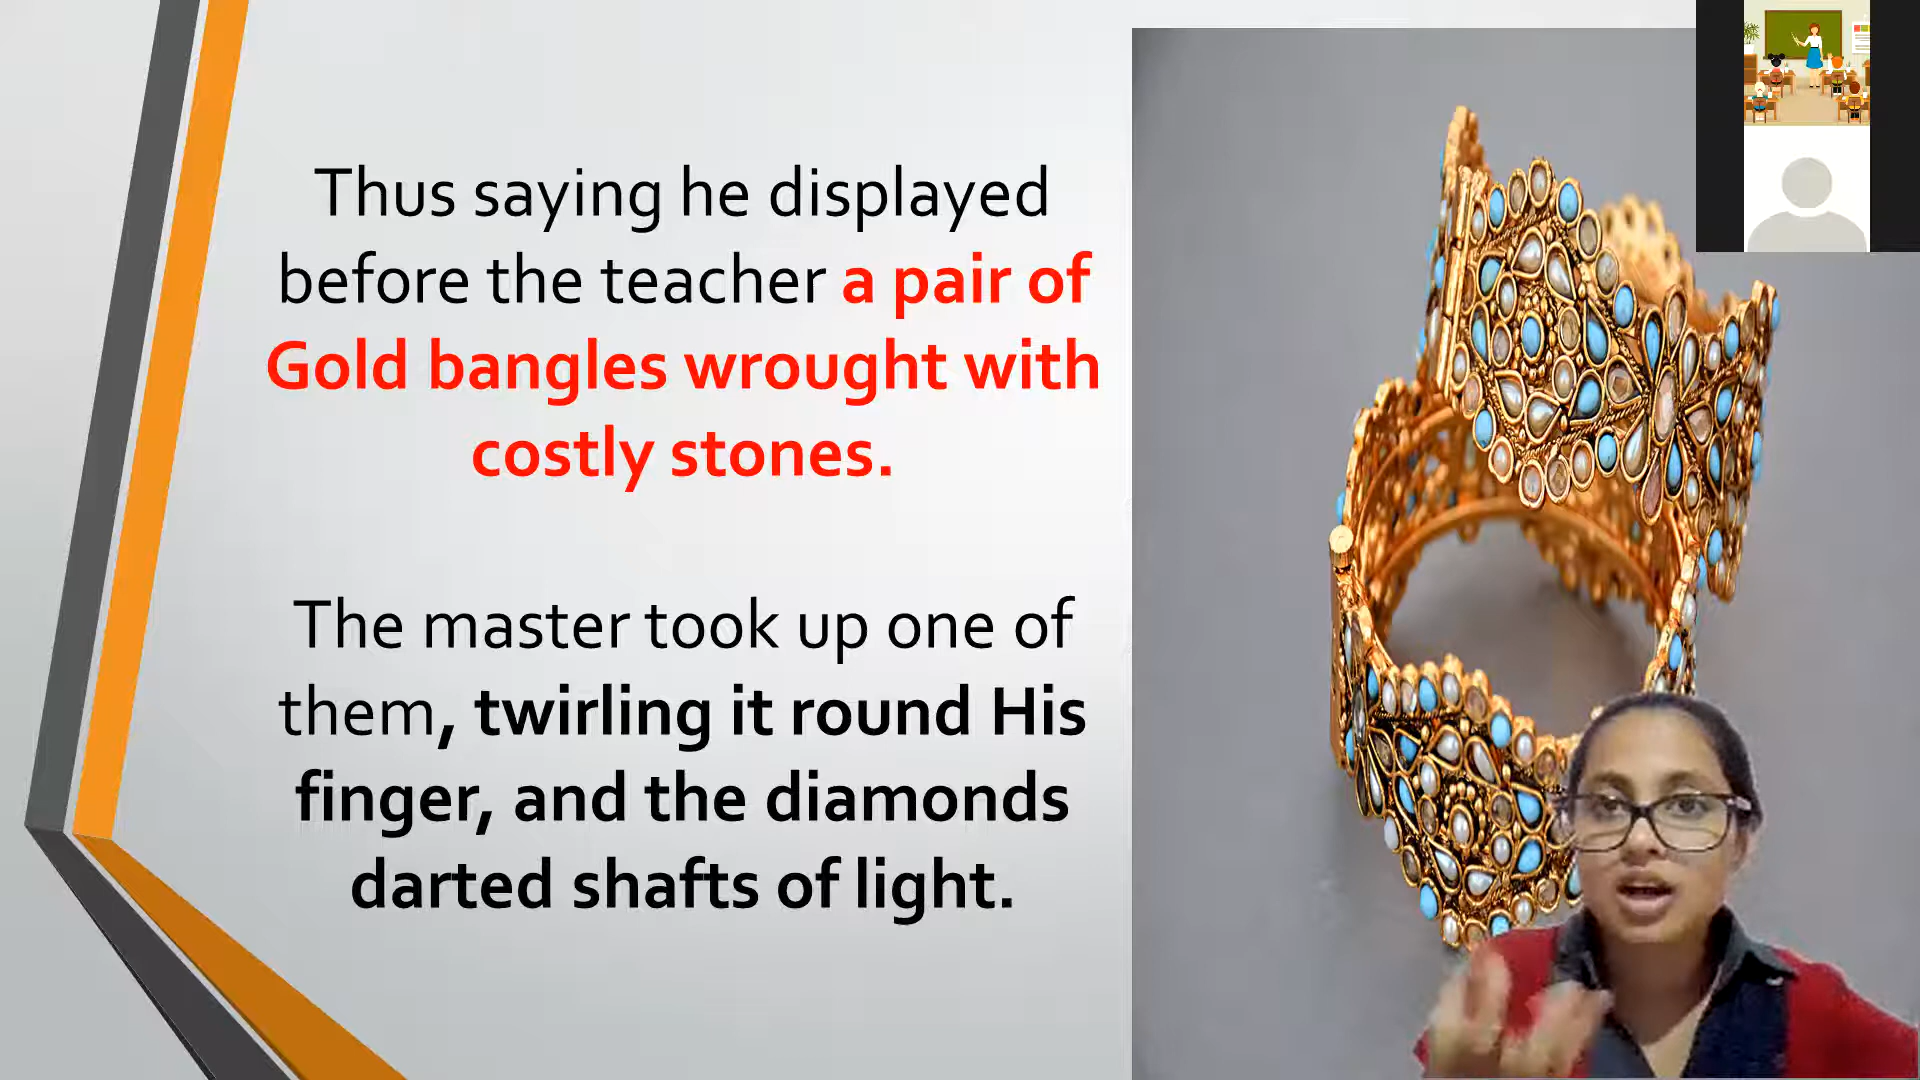 Thus saying he displayed
before the teacher a pair of
Gold bangles wrought with
costly stones.
The master took up one of
them, twirling it round His
finger, and the diamonds
darted shafts of light.